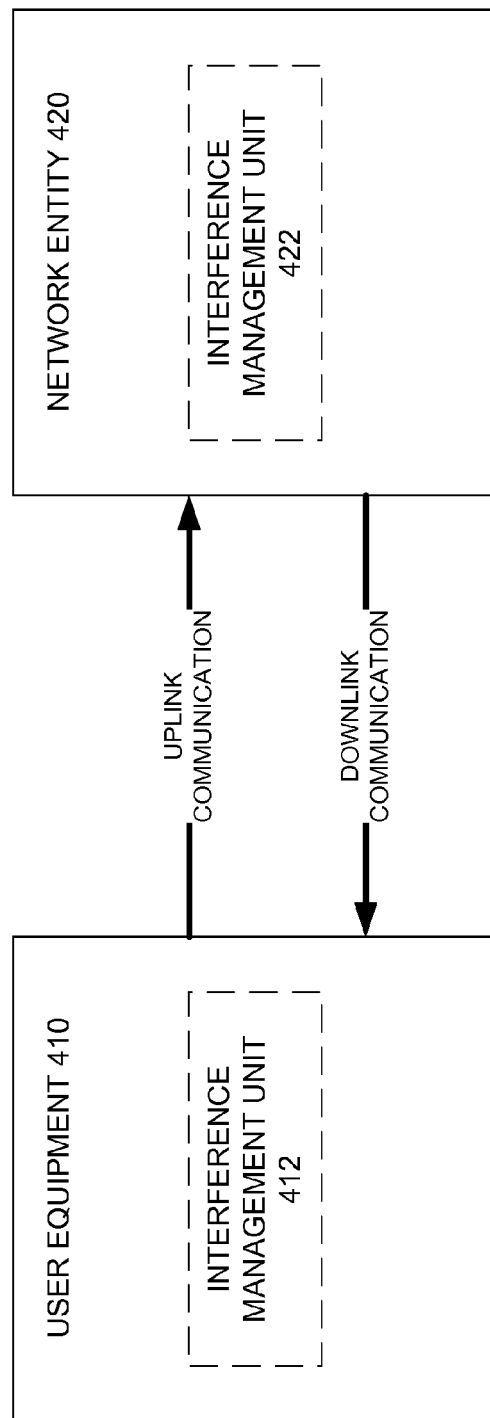 USER EQUIPMENT 410
INTERFERENCE
MANAGEMENT UNIT
412
UPLINK
COMMUNICATION
DOWNLINK
COMMUNICATION
NETWORK ENTITY 420
INTERFERENCE
MANAGEMENT UNIT
422